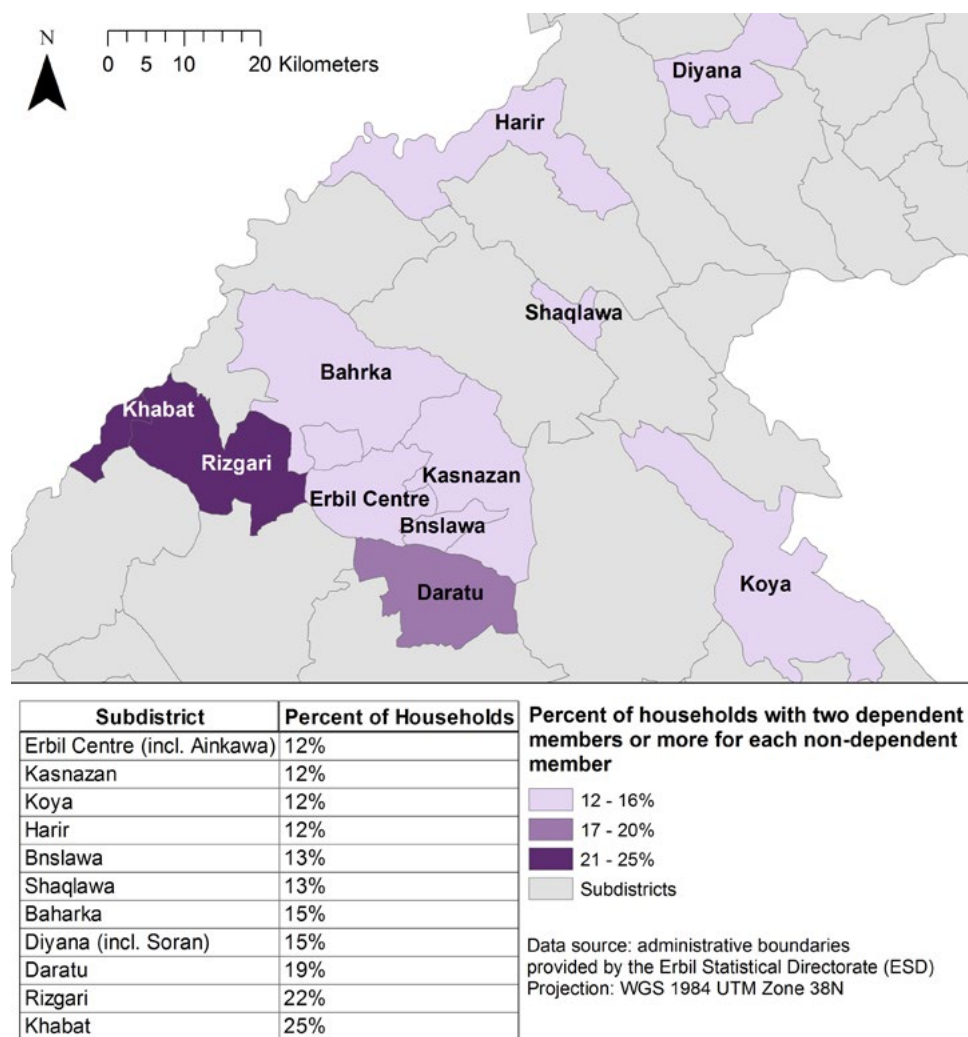 N
0 5 10 20 Kilometers
Diyana
Harir
Shaqlawa
Bahrka
Khabat
Rizgari
Kasnazan
Erbil Centre
Bnslawa
Daratu
Koya
Subdistrict Percent of Households
Erbil Centre (incl. Ainkawa) 12%
Kasnazan 12%
Koya 12%
Harir 12%
Bnslawa 13%
Shaqlawa 13%
Baharka 15%
Diyana (incl. Soran) 15%
Daratu 19%
Rizgari 22%
Khabat 25%
Percent of households with two dependent
members or more for each non-dependent
member
12 - 16%
17 - 20%
21 - 25%
Subdistricts
Data source: administrative boundaries
provided by the Erbil Statistical Directorate (ESD)
Projection: WGS 1984 UTM Zone 38N